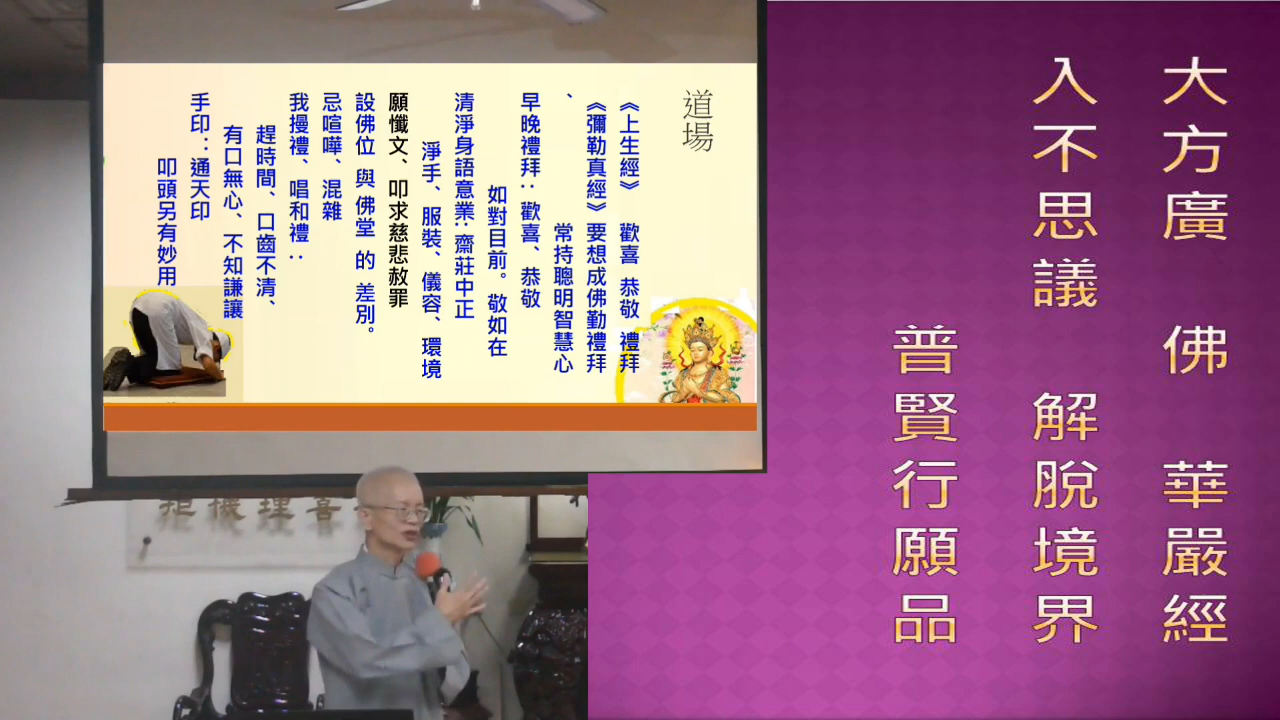 大方廣 佛 華嚴經
入不思議 解脫境界
普賢行願品
道場
《上生經》 歡喜 恭敬 禮拜
《彌勒真經》要想成佛勤禮拜
、 常持聰明智慧心
早晚禮拜：歡喜、恭敬
如對目前。敬如在
清淨身語意業：齋莊中正
淨手、服裝、儀容、環境
願懺文、叩求慈悲赦罪
設佛位 與 佛堂 的 差別。
忌喧嘩、混雜
我擾禮、唱和禮：
趕時間、口齒不清、
有口無心、不知謙讓
手印：通天印
叩頭另有妙用